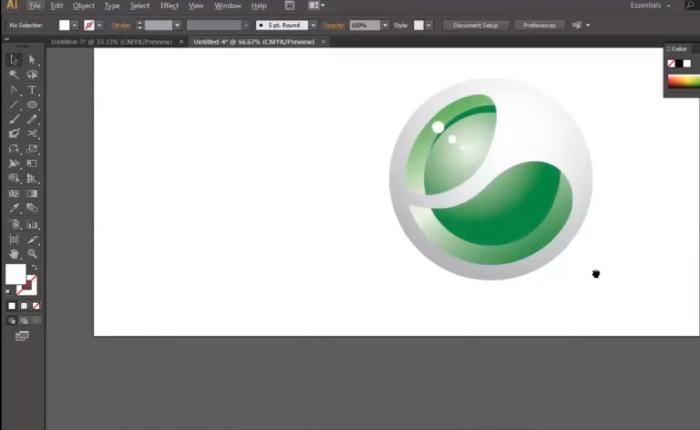 Ai File Edit Object Type Select Effect View Window Help Essentials
No Selection Stroke: 5 pt. Round Opacity: 100% Style: Document Setup Preferences
Untitled-3* @ 33.33% (CMYK/Preview) × Untitled-4* @ 66.67% (CMYK/Preview) ×
Color